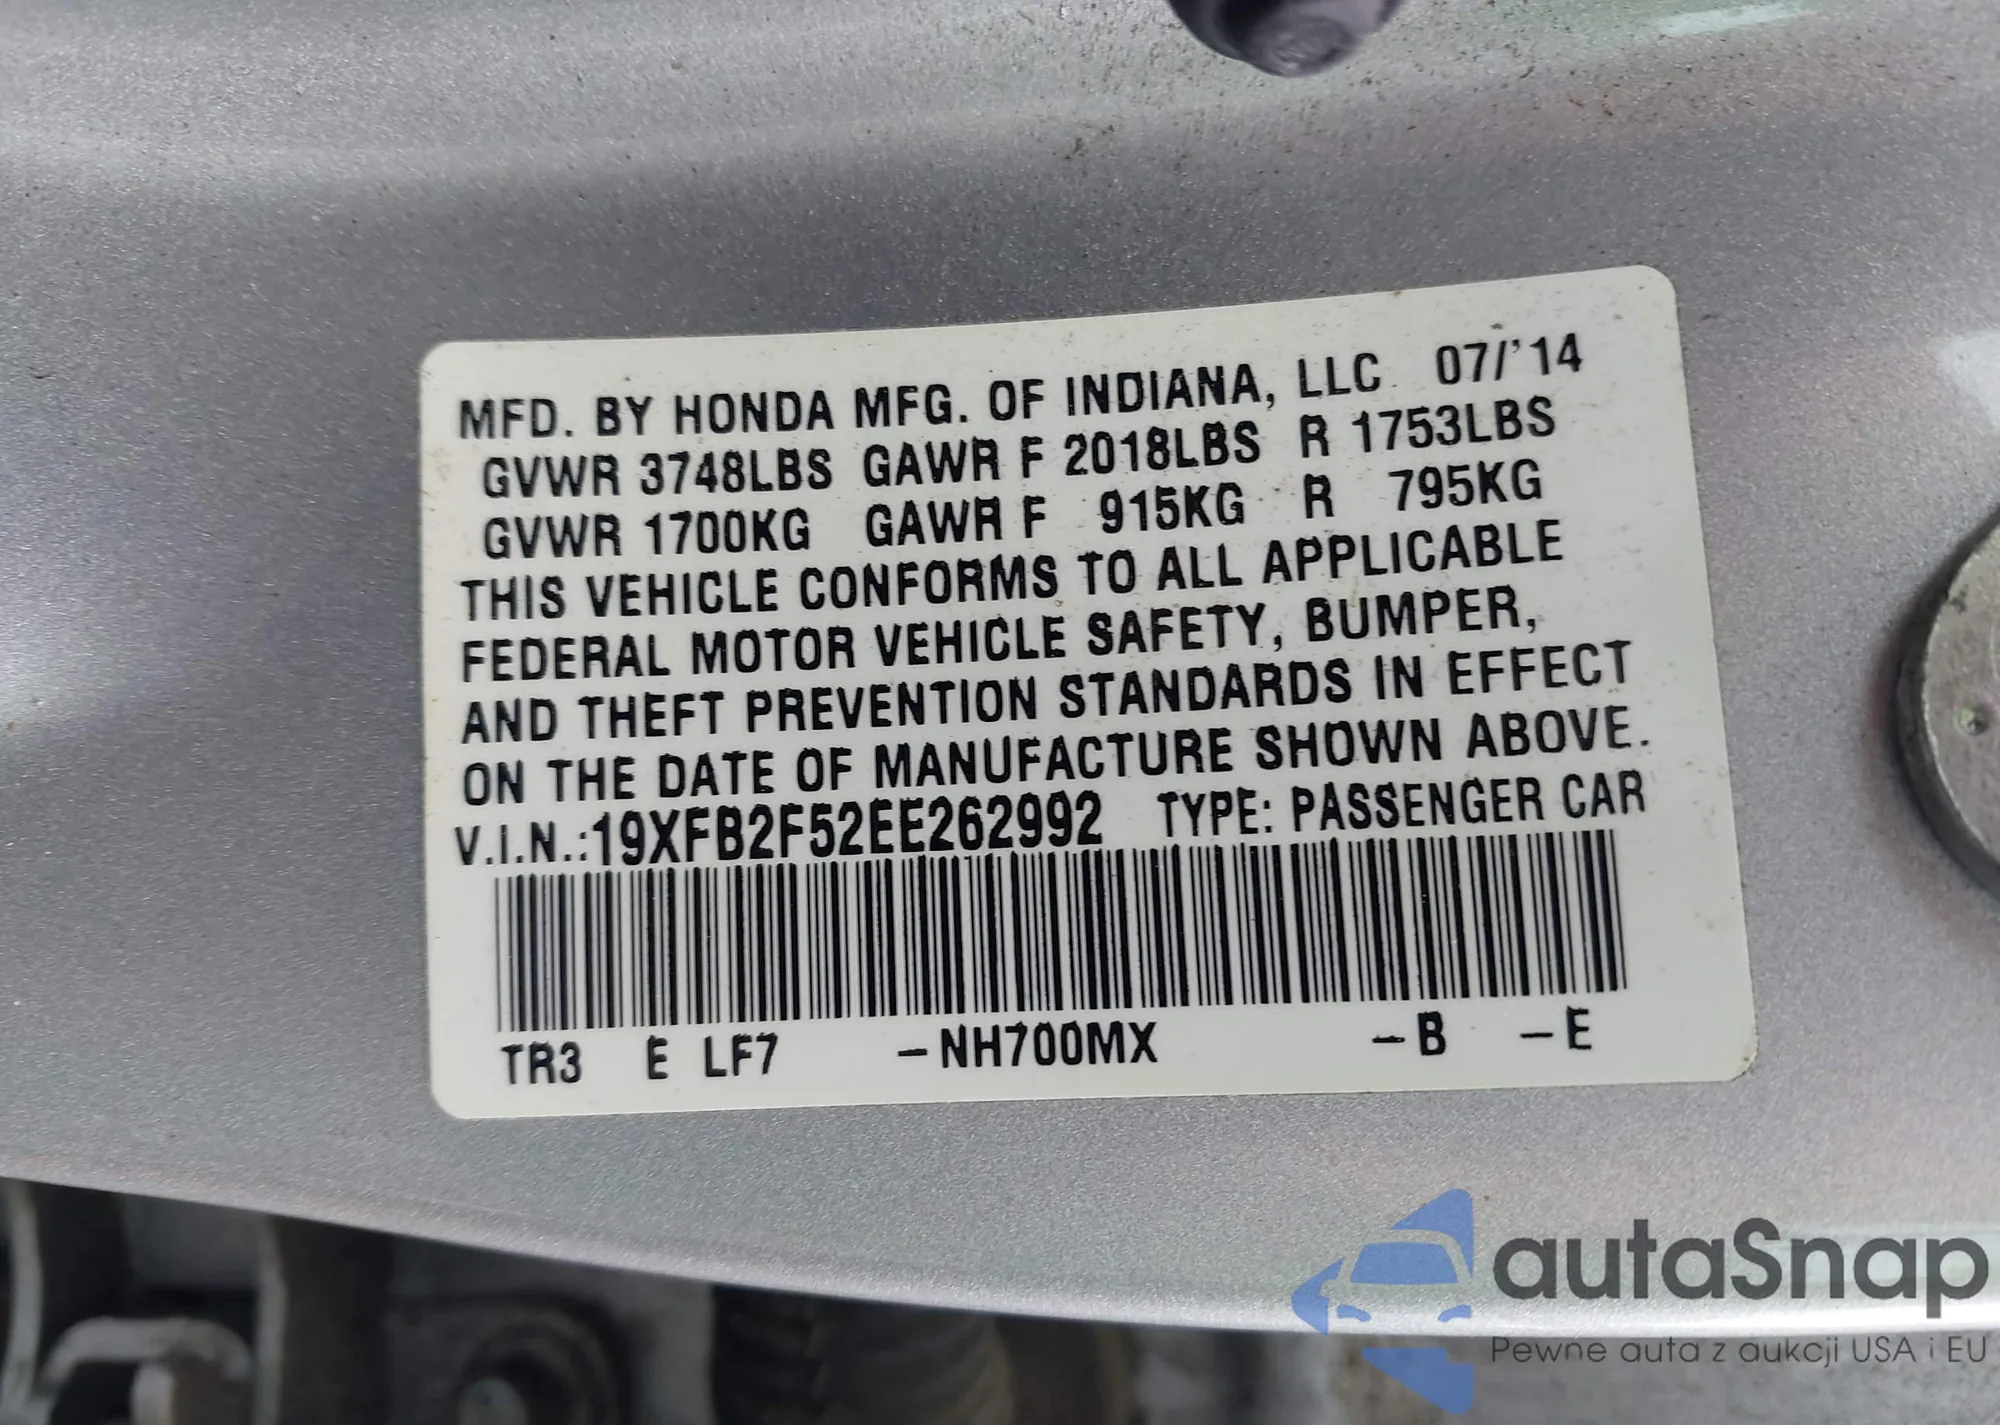 MFD. BY HONDA MFG. OF INDIANA, LLC 07/'14
GVWR 3748LBS GAWR F 2018LBS R 1753LBS
GVWR 1700KG GAWR F 915KG R 795KG
THIS VEHICLE CONFORMS TO ALL APPLICABLE
FEDERAL MOTOR VEHICLE SAFETY, BUMPER,
AND THEFT PREVENTION STANDARDS IN EFFECT
ON THE DATE OF MANUFACTURE SHOWN ABOVE.
V.I.N.:19XFB2F52EE262992 TYPE: PASSENGER CAR
TR3 E LF7 -NH700MX -B -E
autaSnap
Pewne auta z aukcji USA i EU